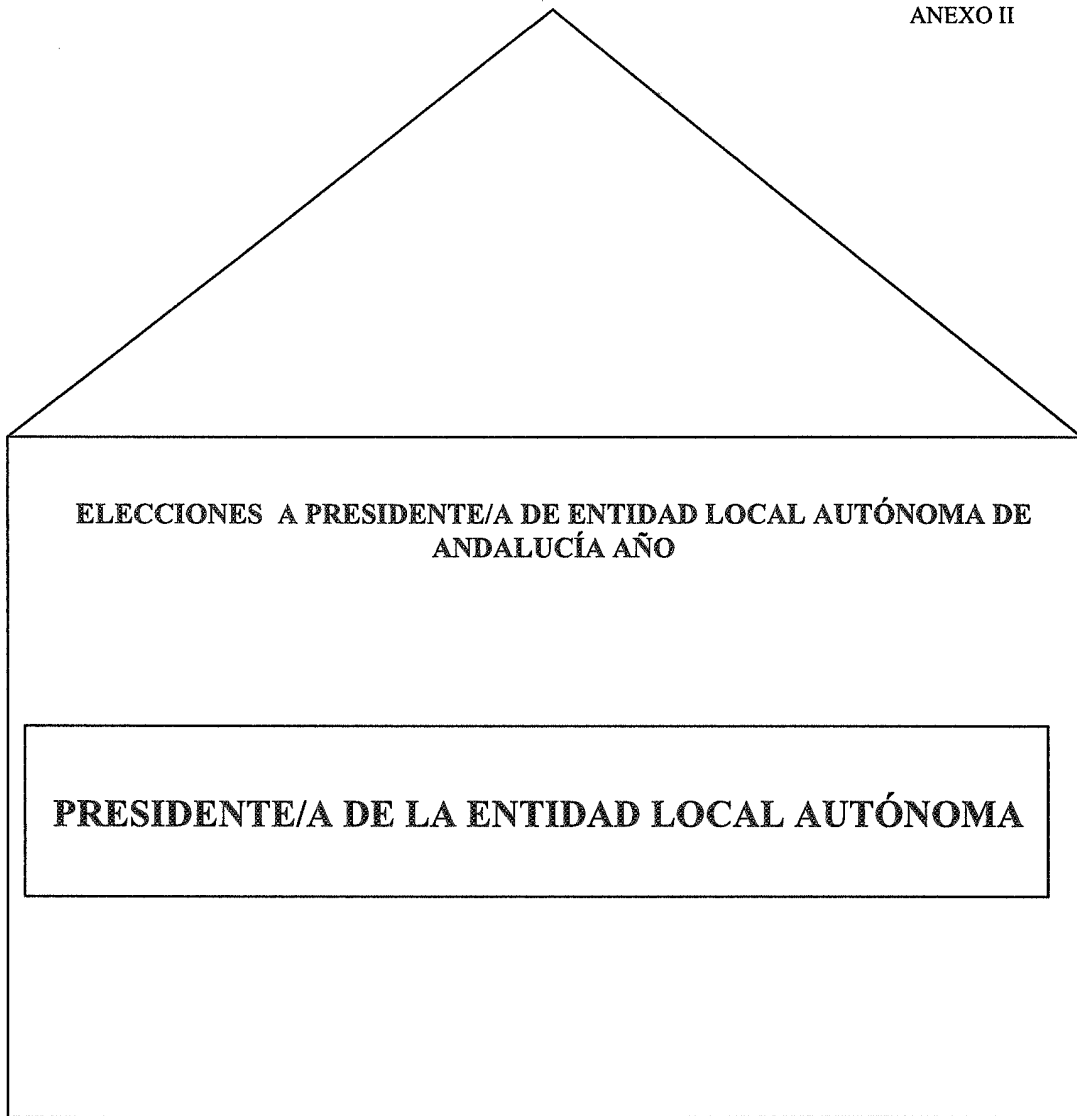 ANEXO II
ELECCIONES A PRESIDENTE/A DE ENTIDAD LOCAL AUTÓNOMA DE
ANDALUCÍA AÑO
PRESIDENTE/A DE LA ENTIDAD LOCAL AUTÓNOMA